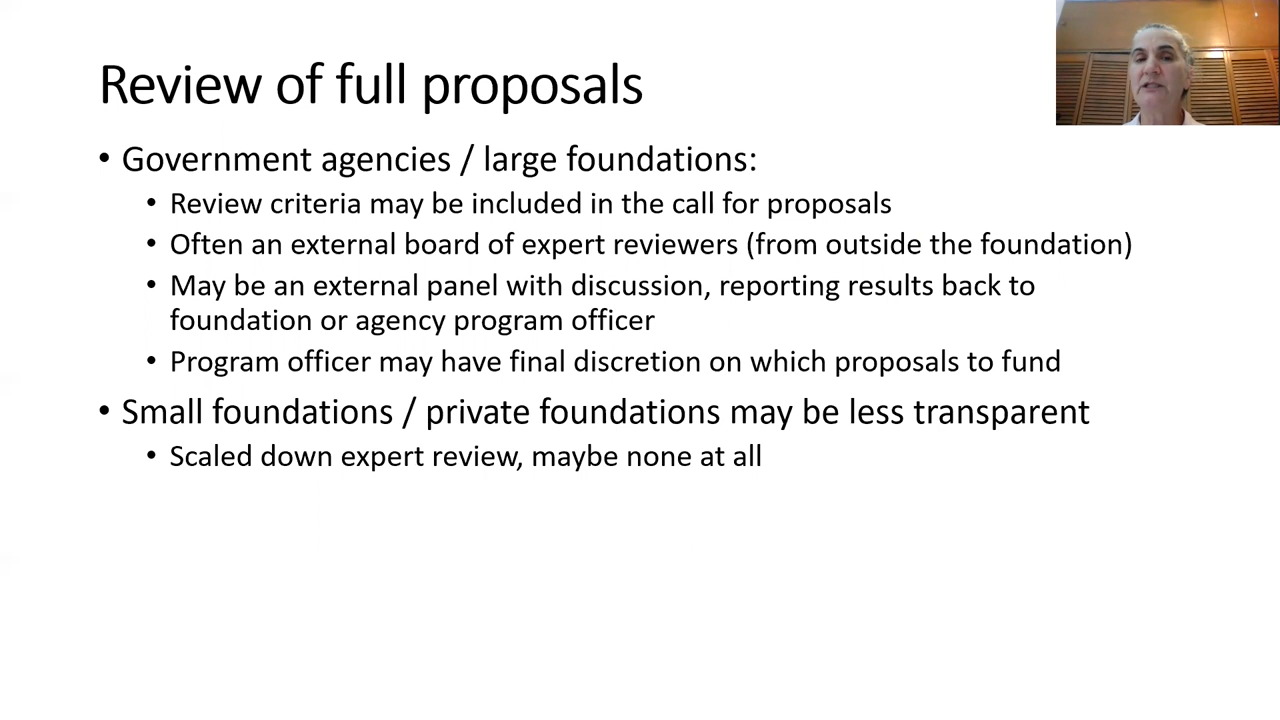 Review of full proposals
• Government agencies / large foundations:
• Review criteria may be included in the call for proposals
• Often an external board of expert reviewers (from outside the foundation)
• May be an external panel with discussion, reporting results back to
foundation or agency program officer
• Program officer may have final discretion on which proposals to fund
• Small foundations / private foundations may be less transparent
• Scaled down expert review, maybe none at all